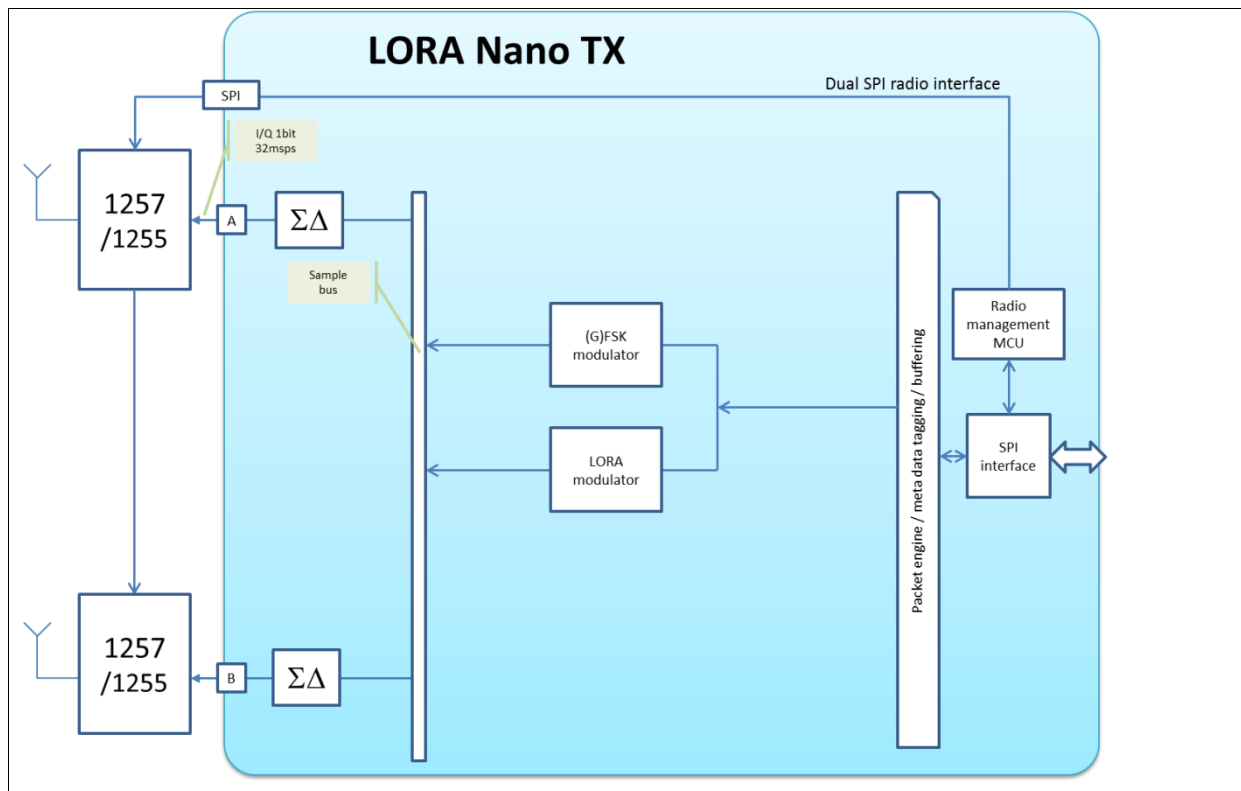 LORA Nano TX
Dual SPI radio interface
SPI
I/Q 1bit
32msps
1257
/1255
A
ΣΔ
Sample
bus
(G)FSK
modulator
LORA
modulator
Packet engine / meta data tagging / buffering
Radio
management
MCU
SPI
interface
1257
/1255
B
ΣΔ